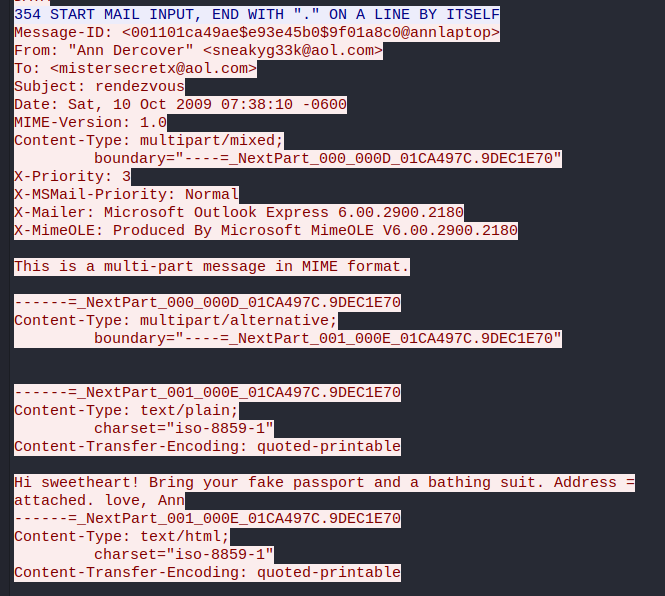 354 START MAIL INPUT, END WITH "." ON A LINE BY ITSELF
Message-ID: <001101ca49ae$e93e45b0$9f01a8c0@annlaptop>
From: "Ann Dercover" <sneakyg33k@aol.com>
To: <mistersecretx@aol.com>
Subject: rendezvous
Date: Sat, 10 Oct 2009 07:38:10 -0600
MIME-Version: 1.0
Content-Type: multipart/mixed;
boundary="----=_NextPart_000_000D_01CA497C.9DEC1E70"
X-Priority: 3
X-MSMail-Priority: Normal
X-Mailer: Microsoft Outlook Express 6.00.2900.2180
X-MimeOLE: Produced By Microsoft MimeOLE V6.00.2900.2180
This is a multi-part message in MIME format.
------=_NextPart_000_000D_01CA497C.9DEC1E70
Content-Type: multipart/alternative;
boundary="----=_NextPart_001_000E_01CA497C.9DEC1E70"
------=_NextPart_001_000E_01CA497C.9DEC1E70
Content-Type: text/plain;
charset="iso-8859-1"
Content-Transfer-Encoding: quoted-printable
Hi sweetheart! Bring your fake passport and a bathing suit. Address =
attached. love, Ann
------=_NextPart_001_000E_01CA497C.9DEC1E70
Content-Type: text/html;
charset="iso-8859-1"
Content-Transfer-Encoding: quoted-printable